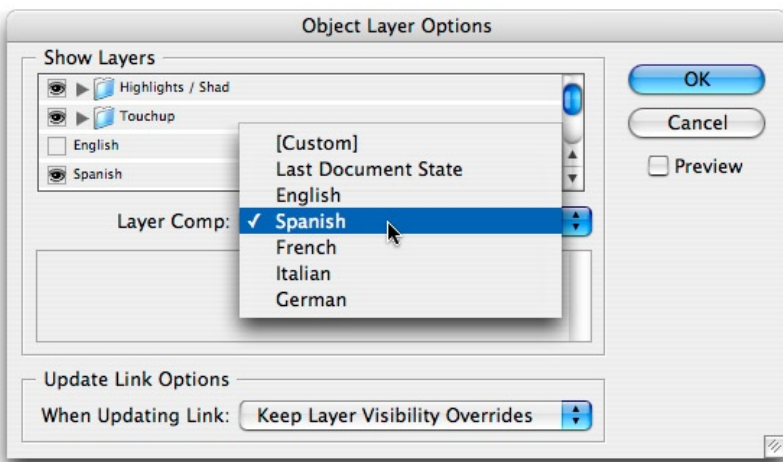 Object Layer Options
Show Layers
Highlights / Shad
Touchup
English
Spanish
OK
Cancel
Preview
Layer Comp:
[Custom]
Last Document State
English
✓ Spanish
French
Italian
German
Update Link Options
When Updating Link: Keep Layer Visibility Overrides